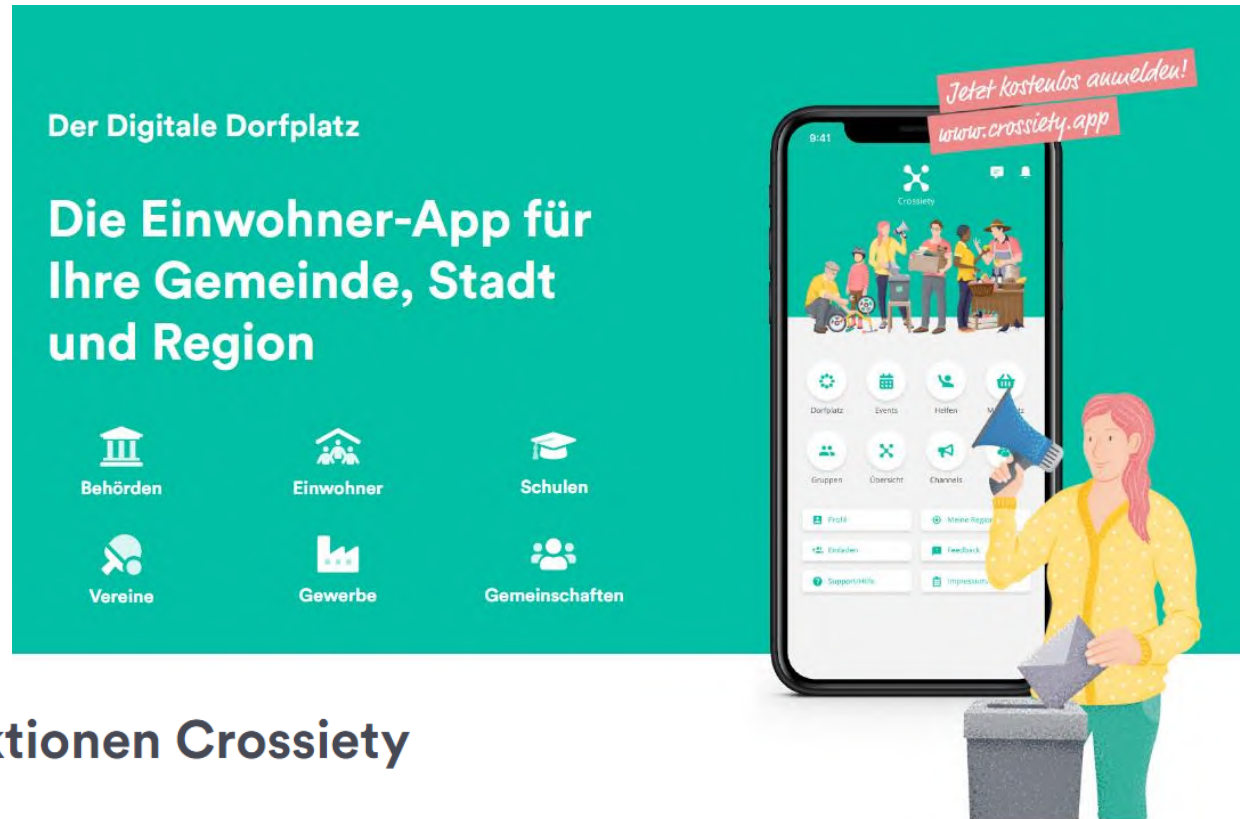 Der Digitale Dorfplatz
Die Einwohner-App für
Ihre Gemeinde, Stadt
und Region
Behörden
Einwohner
Schulen
Vereine
Gewerbe
Gemeinschaften
Jetzt kostenlos anmelden!
www.crossiety.app
9:41
Crossiety
Dorfplatz
Events
Helfen
Gruppen
Übersicht
Channels
Profil
Meine Region
Einladen
Feedback
Support/Hilfe
ktionen Crossiety